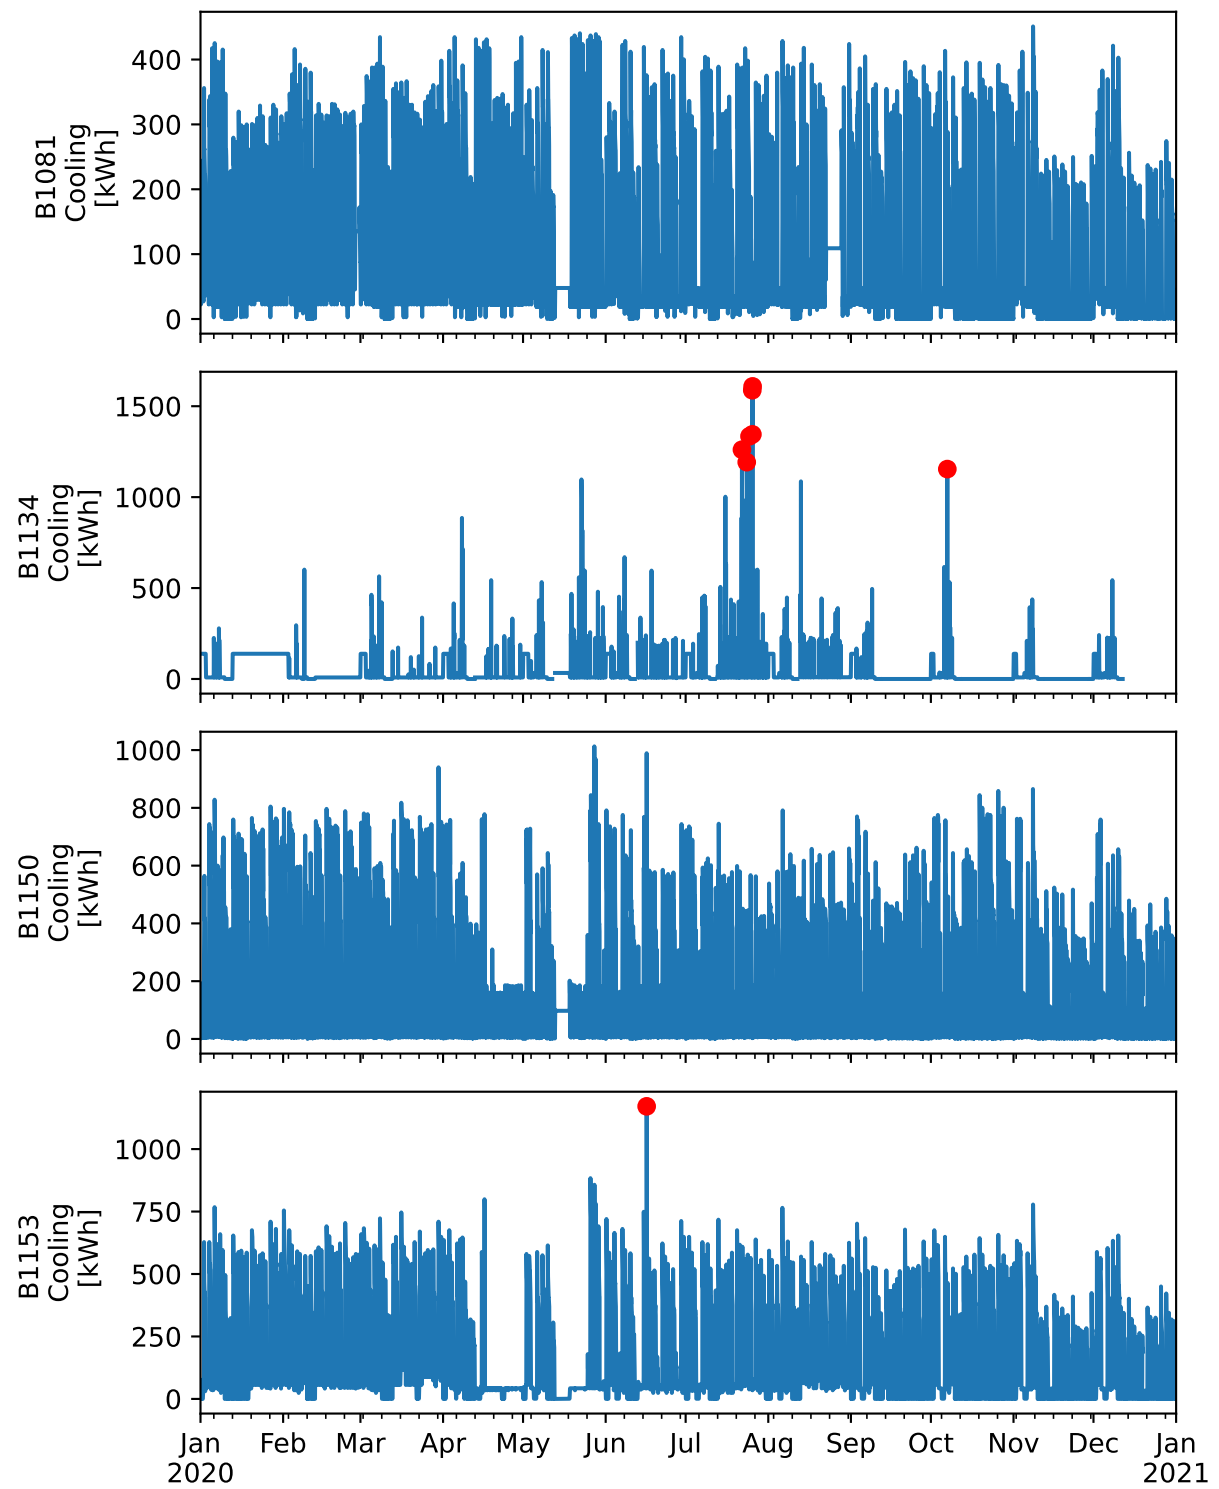 B1081
Cooling
[kWh]
400
300
200
100
0
B1134
Cooling
[kWh]
1500
1000
500
0
B1150
Cooling
[kWh]
1000
800
600
400
200
0
B1153
Cooling
[kWh]
1000
750
500
250
0
Jan Feb Mar Apr May Jun Jul Aug Sep Oct Nov Dec Jan
2020 2021